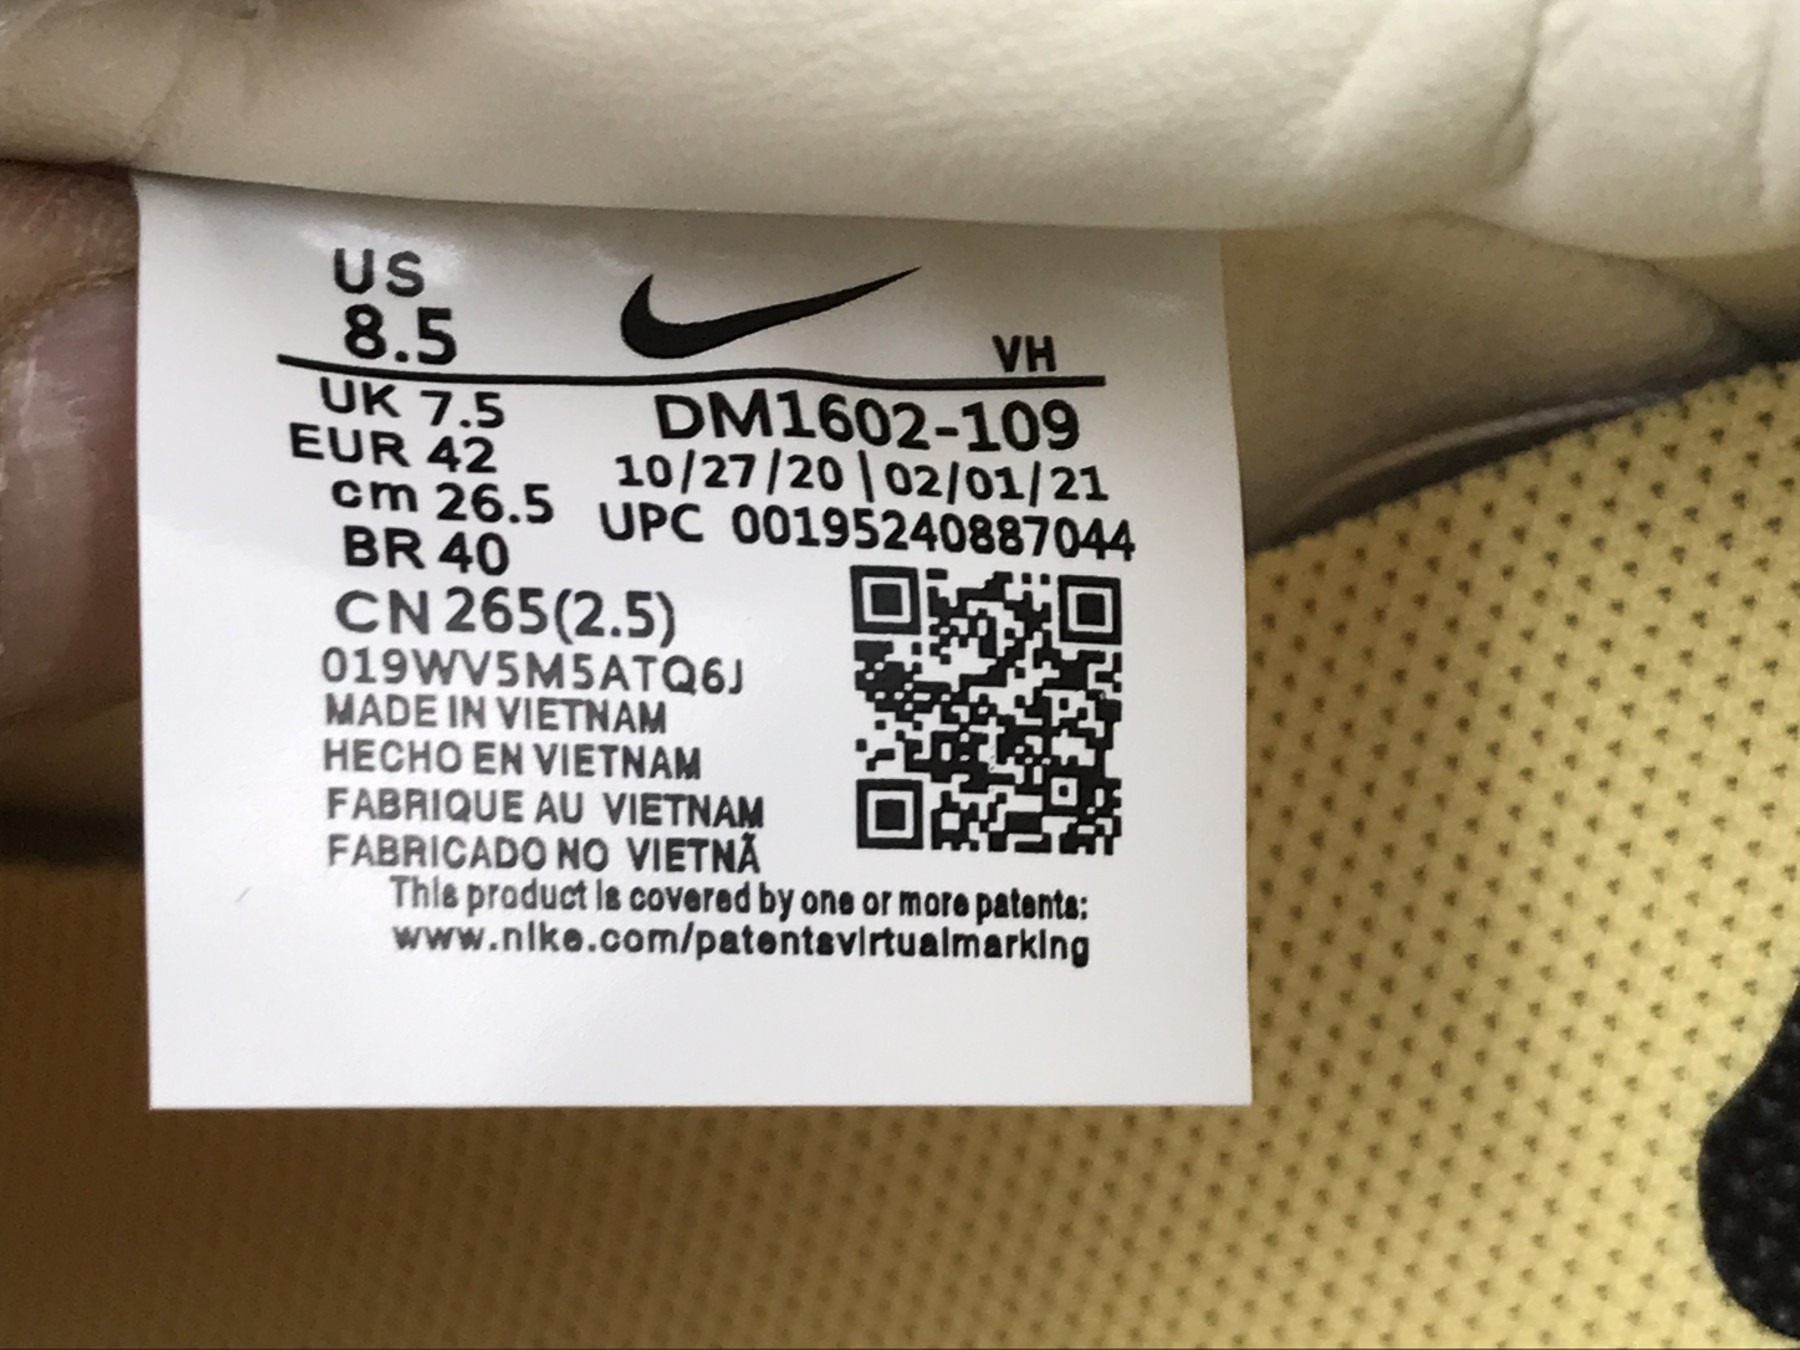 US
8.5
VH
UK 7.5
DM1602-109
EUR 42
10/27/20 | 02/01/21
cm 26.5
UPC 00195240887044
BR 40
CN 265(2.5)
019WV5M5ATQ6J
MADE IN VIETNAM
HECHO EN VIETNAM
FABRIQUE AU VIETNAM
FABRICADO NO VIETNÃ
This product is covered by one or more patents:
www.nike.com/patentsvirtualmarking